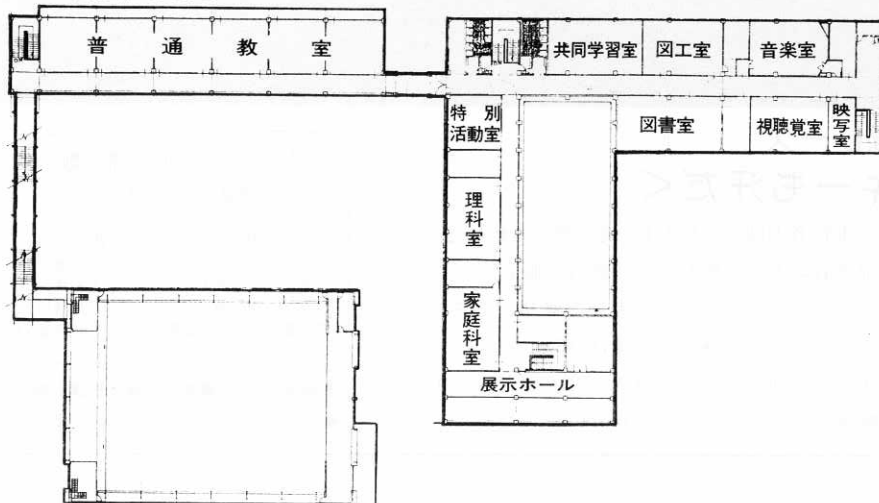 普通教室
共同学習室
図工室
音楽室
特別
活動室
図書室
視聴覚室
映写室
理科室
家庭科室
展示ホール